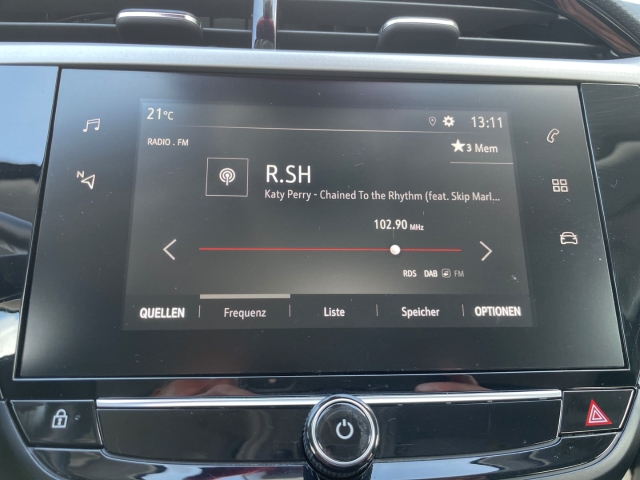 21°C
13:11
RADIO . FM
★3 Mem
R.SH
Katy Perry - Chained To the Rhythm (feat. Skip Marl...
102.90 MHz
RDS DAB FM
QUELLEN Frequenz Liste Speicher OPTIONEN
N